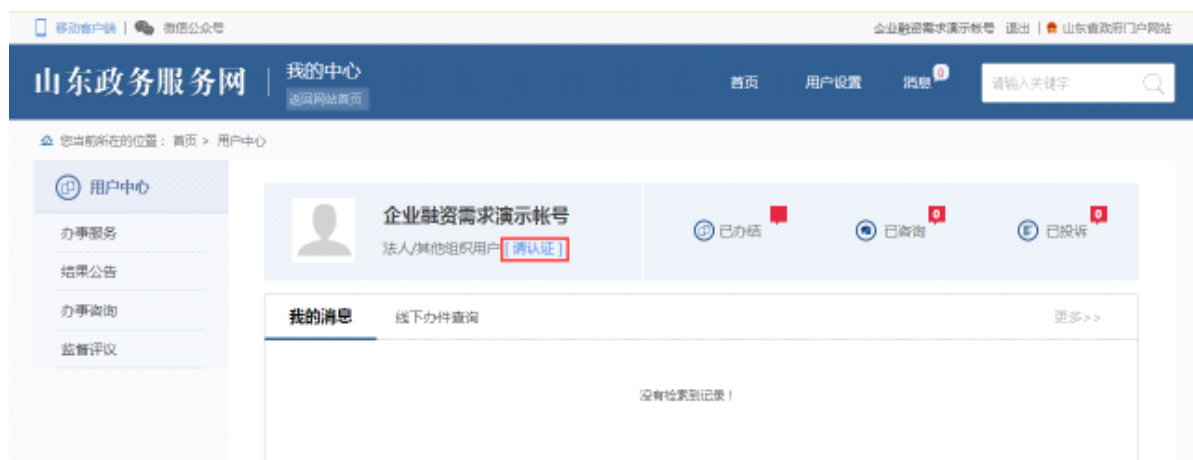 移动客户端 | 微信公众号
企业融资需求演示帐号 退出 | 山东省政府门户网站
山东政务服务网
我的中心
返回网站首页
首页 用户设置 消息 0
请输入关键字
您当前所在的位置：首页 > 用户中心
用户中心
办事服务
结果公告
办事咨询
监督评议
企业融资需求演示帐号
法人/其他组织用户 [请认证]
已办结
已咨询 0
已投诉 0
我的消息 线下办件查询 更多>>
没有检索到记录！